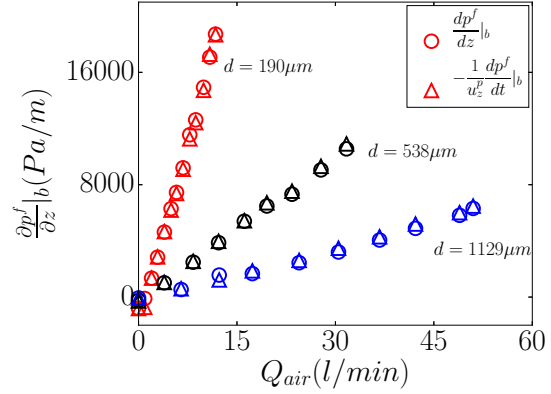 ∂p^f/∂z|_b (Pa/m)
16000
8000
0
0
15
30
45
60
Q_air(l/min)
dp^f/dz|_b
-1/u_z^p dp^f/dt|_b
d = 190μm
d = 538μm
d = 1129μm